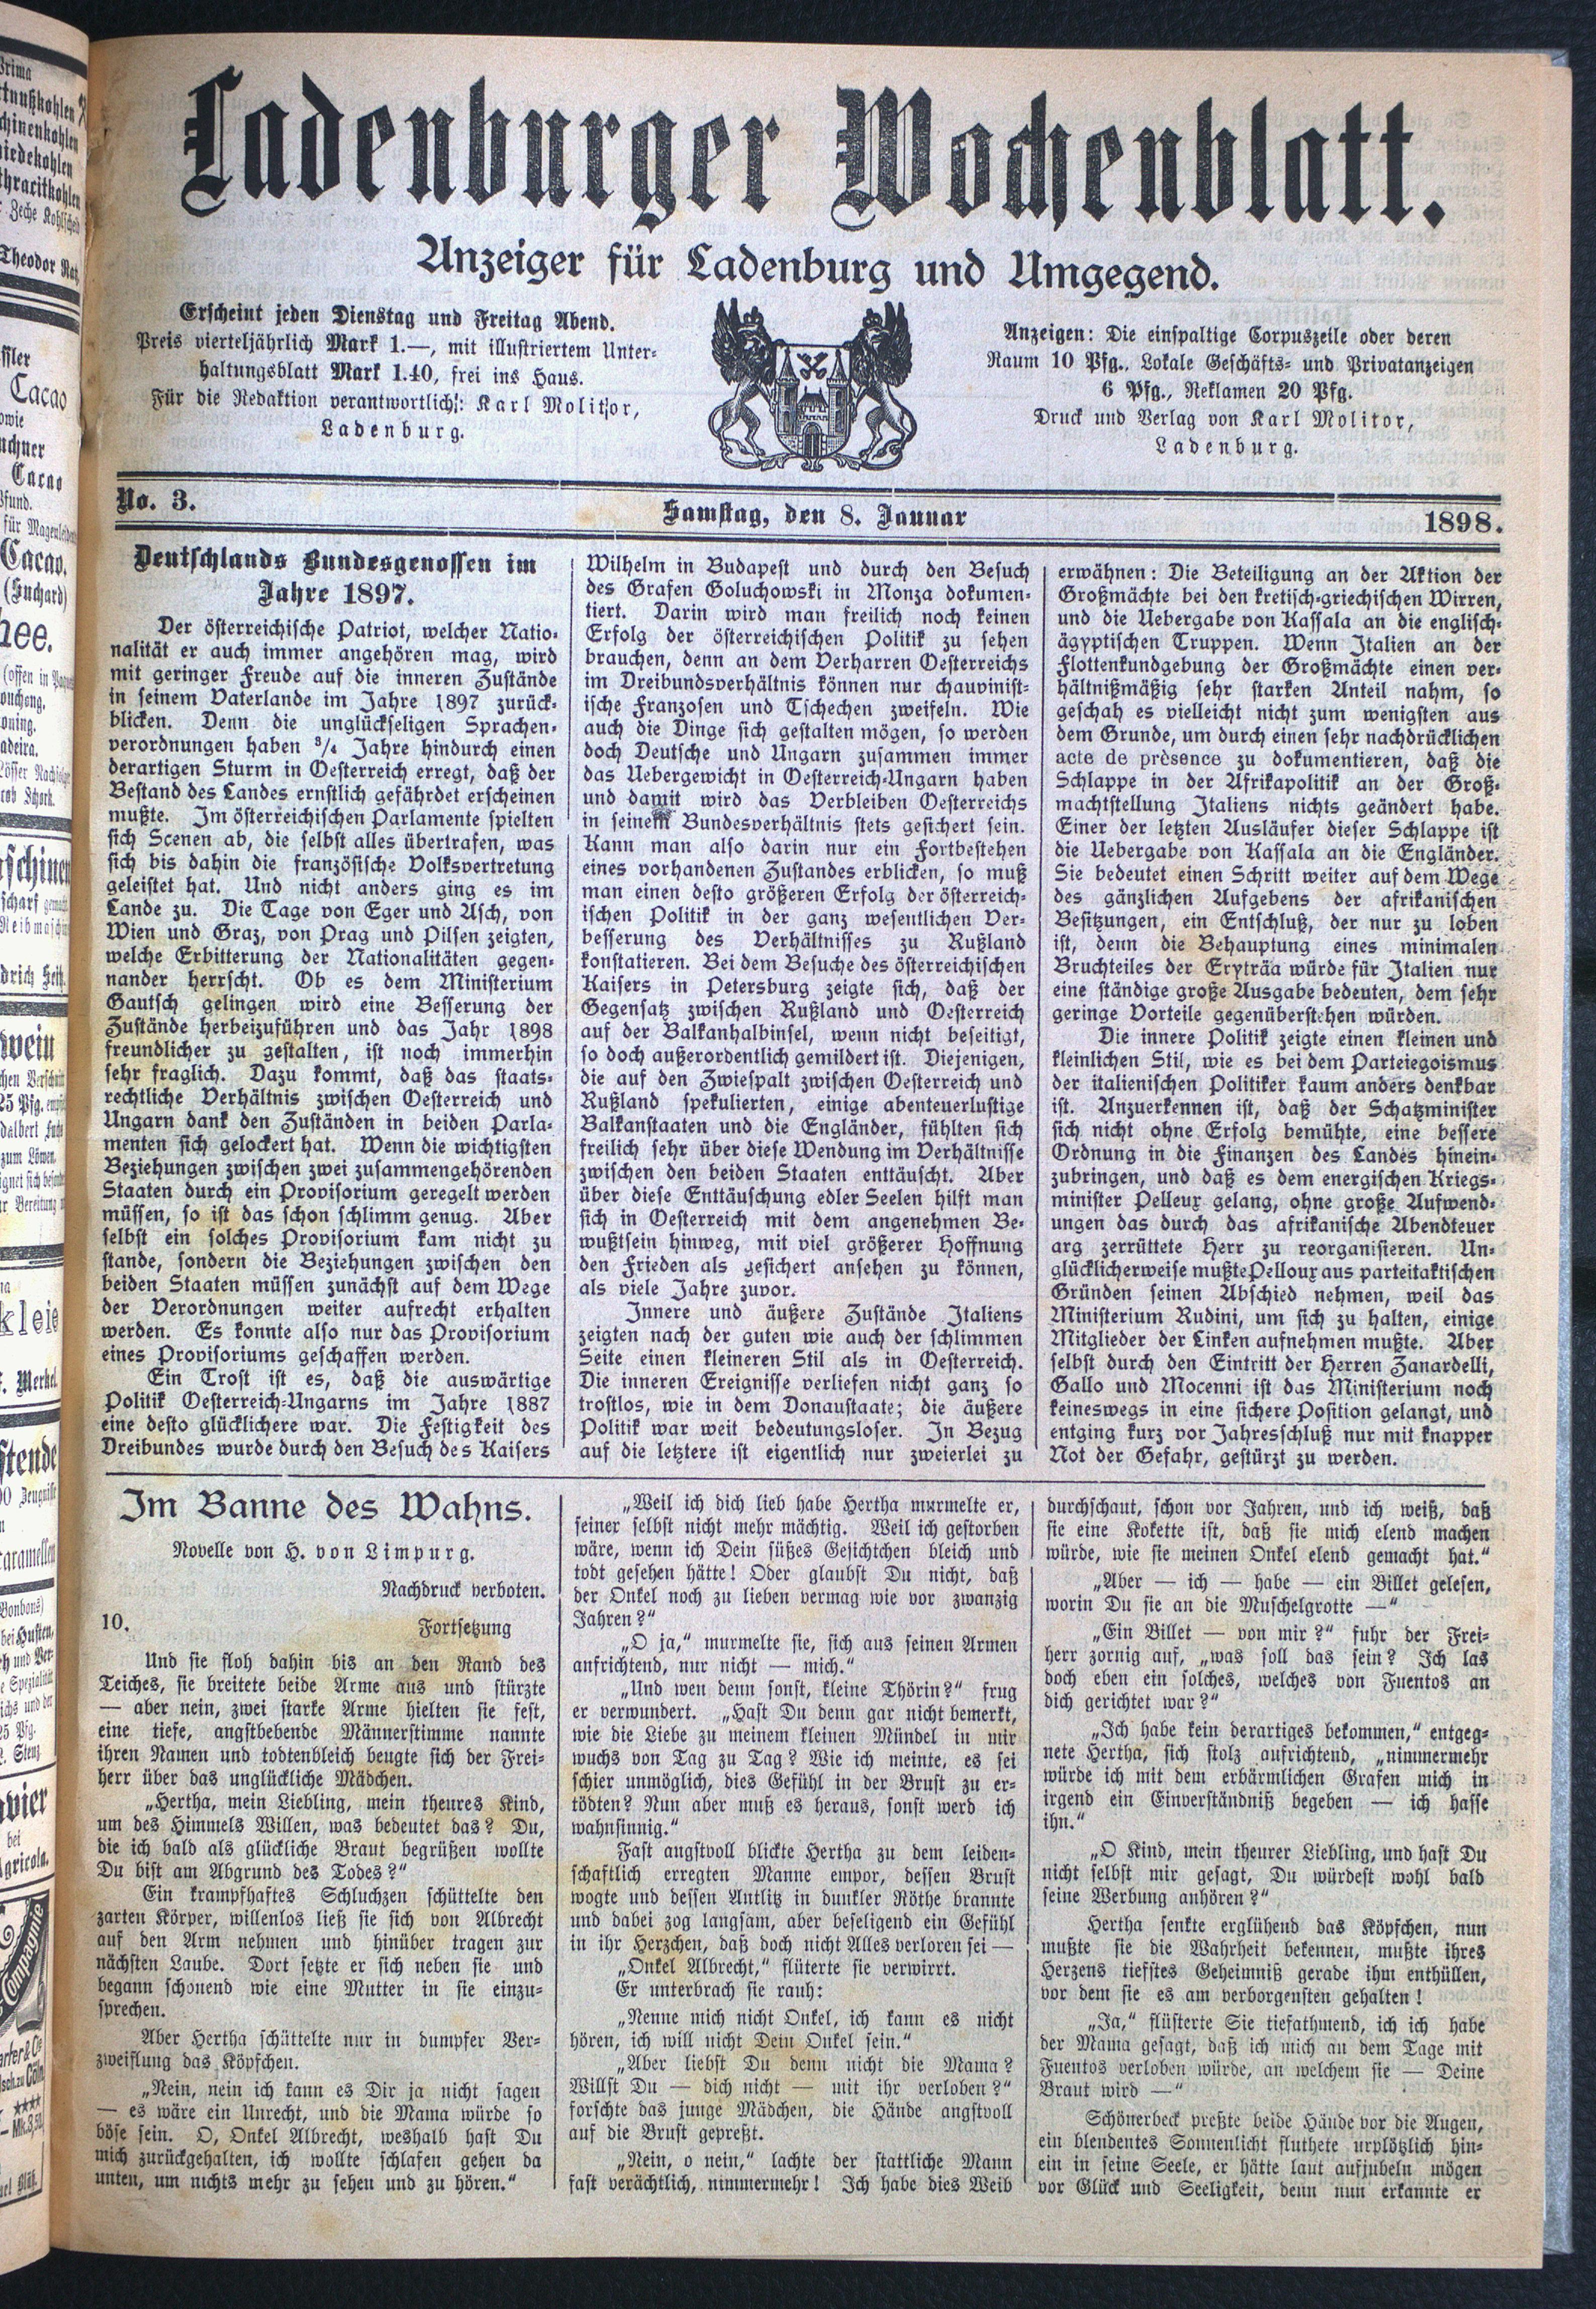 Ladenburger Wochenblatt.
Anzeiger für Ladenburg und Umgegend.
Erscheint jeden Dienstag und Freitag Abend.
Preis vierteljährlich Mark 1.—, mit illustriertem Unter-
haltungsblatt Mark 1.40, frei ins Haus.
Für die Redaktion verantwortlich: Karl Molitor,
Ladenburg.
Anzeigen: Die einspaltige Corpuszeile oder deren
Raum 10 Pfg., Lokale Geschäfts- und Privatanzeigen
6 Pfg., Reklamen 20 Pfg.
Druck und Verlag von Karl Molitor,
Ladenburg.
No. 3.
Samstag, den 8. Januar
1898.
Deutschlands Bundesgenossen im
Jahre 1897.
Der österreichische Patriot, welcher Natio-
nalität er auch immer angehören mag, wird
mit geringer Freude auf die inneren Zustände
in seinem Vaterlande im Jahre 1897 zurück-
blicken. Denn die unglückseligen Sprachen-
verordnungen haben ¾ Jahre hindurch einen
derartigen Sturm in Oesterreich erregt, daß der
Bestand des Landes ernstlich gefährdet erscheinen
mußte. Im österreichischen Parlamente spielten
sich Scenen ab, die selbst alles übertrafen, was
sich bis dahin die französische Volksvertretung
geleistet hat. Und nicht anders ging es im
Lande zu. Die Tage von Eger und Asch, von
Wien und Graz, von Prag und Pilsen zeigten,
welche Erbitterung der Nationalitäten gegen-
nander herrscht. Ob es dem Ministerium
Gautsch gelingen wird eine Besserung der
Zustände herbeizuführen und das Jahr 1898
freundlicher zu gestalten, ist noch immerhin
sehr fraglich. Dazu kommt, daß das staats-
rechtliche Verhältnis zwischen Oesterreich und
Ungarn dank den Zuständen in beiden Parla-
menten sich gelockert hat. Wenn die wichtigsten
Beziehungen zwischen zwei zusammengehörenden
Staaten durch ein Provisorium geregelt werden
müssen, so ist das schon schlimm genug. Aber
selbst ein solches Provisorium kam nicht zu
stande, sondern die Beziehungen zwischen den
beiden Staaten müssen zunächst auf dem Wege
der Verordnungen weiter aufrecht erhalten
werden. Es konnte also nur das Provisorium
eines Provisoriums geschaffen werden.
Ein Trost ist es, daß die auswärtige
Politik Oesterreich-Ungarns im Jahre 1887
eine desto glücklichere war. Die Festigkeit des
Dreibundes wurde durch den Besuch des Kaisers
Wilhelm in Budapest und durch den Besuch
des Grafen Goluchowski in Monza dokumen-
tiert. Darin wird man freilich noch keinen
Erfolg der österreichischen Politik zu sehen
brauchen, denn an dem Verharren Oesterreichs
im Dreibundsverhältnis können nur chauvinist-
ische Franzosen und Tschechen zweifeln. Wie
auch die Dinge sich gestalten mögen, so werden
doch Deutsche und Ungarn zusammen immer
das Uebergewicht in Oesterreich-Ungarn haben
und damit wird das Verbleiben Oesterreichs
in seinem Bundesverhältnis stets gesichert sein.
Kann man also darin nur ein Fortbestehen
eines vorhandenen Zustandes erblicken, so muß
man einen desto größeren Erfolg der österreich-
ischen Politik in der ganz wesentlichen Ver-
besserung des Verhältnisses zu Rußland
konstatieren. Bei dem Besuche des österreichischen
Kaisers in Petersburg zeigte sich, daß der
Gegensatz zwischen Rußland und Oesterreich
auf der Balkanhalbinsel, wenn nicht beseitigt,
so doch außerordentlich gemildert ist. Diejenigen,
die auf den Zwiespalt zwischen Oesterreich und
Rußland spekulierten, einige abenteuerlustige
Balkanstaaten und die Engländer, fühlten sich
freilich sehr über diese Wendung im Verhältnisse
zwischen den beiden Staaten enttäuscht. Aber
über diese Enttäuschung edler Seelen hilft man
sich in Oesterreich mit dem angenehmen Be-
wußtsein hinweg, mit viel größerer Hoffnung
den Frieden als gesichert ansehen zu können,
als viele Jahre zuvor.
Innere und äußere Zustände Italiens
zeigten nach der guten wie auch der schlimmen
Seite einen kleineren Stil als in Oesterreich.
Die inneren Ereignisse verliefen nicht ganz so
trostlos, wie in dem Donaustaate; die äußere
Politik war weit bedeutungsloser. In Bezug
auf die letztere ist eigentlich nur zweierlei zu
erwähnen: Die Beteiligung an der Aktion der
Großmächte bei den kretisch-griechischen Wirren,
und die Uebergabe von Kassala an die englisch-
ägyptischen Truppen. Wenn Italien an der
Flottenkundgebung der Großmächte einen ver-
hältnißmäßig sehr starken Anteil nahm, so
geschah es vielleicht nicht zum wenigsten aus
dem Grunde, um durch einen sehr nachdrücklichen
acte de prèsence zu dokumentieren, daß die
Schlappe in der Afrikapolitik an der Groß-
machtstellung Italiens nichts geändert habe.
Einer der letzten Ausläufer dieser Schlappe ist
die Uebergabe von Kassala an die Engländer.
Sie bedeutet einen Schritt weiter auf dem Wege
des gänzlichen Aufgebens der afrikanischen
Besitzungen, ein Entschluß, der nur zu loben
ist, denn die Behauptung eines minimalen
Bruchteiles der Eryträa würde für Italien nur
eine ständige große Ausgabe bedeuten, dem sehr
geringe Vorteile gegenüberstehen würden.
Die innere Politik zeigte einen kleinen und
kleinlichen Stil, wie es bei dem Parteiegoismus
der italienischen Politiker kaum anders denkbar
ist. Anzuerkennen ist, daß der Schatzminister
sich nicht ohne Erfolg bemühte, eine bessere
Ordnung in die Finanzen des Landes hinein-
zubringen, und daß es dem energischen Kriegs-
minister Pelleux gelang, ohne große Aufwend-
ungen das durch das afrikanische Abendteuer
arg zerrüttete Herr zu reorganisieren. Un-
glücklicherweise mußte Pelloux aus parteitaktischen
Gründen seinen Abschied nehmen, weil das
Ministerium Rudini, um sich zu halten, einige
Mitglieder der Linken aufnehmen mußte. Aber
selbst durch den Eintritt der Herren Zanardelli,
Gallo und Mocenni ist das Ministerium noch
keineswegs in eine sichere Position gelangt, und
entging kurz vor Jahresschluß nur mit knapper
Not der Gefahr, gestürzt zu werden.
Im Banne des Wahns.
Novelle von H. von Limpurg.
Nachdruck verboten.
10. Fortsetzung
Und sie floh dahin bis an den Rand des
Teiches, sie breitete beide Arme aus und stürzte
— aber nein, zwei starke Arme hielten sie fest,
eine tiefe, angstbebende Männerstimme nannte
ihren Namen und todtenbleich beugte sich der Frei-
herr über das unglückliche Mädchen.
„Hertha, mein Liebling, mein theures Kind,
um des Himmels Willen, was bedeutet das? Du,
die ich bald als glückliche Braut begrüßen wollte
Du bist am Abgrund des Todes?“
Ein krampfhaftes Schluchzen schüttelte den
zarten Körper, willenlos ließ sie sich von Albrecht
auf den Arm nehmen und hinüber tragen zur
nächsten Laube. Dort setzte er sich neben sie und
begann schonend wie eine Mutter in sie einzu-
sprechen.
Aber Hertha schüttelte nur in dumpfer Ver-
zweiflung das Köpfchen.
„Nein, nein ich kann es Dir ja nicht sagen
— es wäre ein Unrecht, und die Mama würde so
böse sein. O, Onkel Albrecht, weshalb hast Du
mich zurückgehalten, ich wollte schlafen gehen da
unten, um nichts mehr zu sehen und zu hören.“
„Weil ich dich lieb habe Hertha murmelte er,
seiner selbst nicht mehr mächtig. Weil ich gestorben
wäre, wenn ich Dein süßes Gesichtchen bleich und
todt gesehen hätte! Oder glaubst Du nicht, daß
der Onkel noch zu lieben vermag wie vor zwanzig
Jahren?“
„O ja,“ murmelte sie, sich aus seinen Armen
aufrichtend, nur nicht — mich.“
„Und wen denn sonst, kleine Thörin?“ frug
er verwundert. „Hast Du denn gar nicht bemerkt,
wie die Liebe zu meinem kleinen Mündel in mir
wuchs von Tag zu Tag? Wie ich meinte, es sei
schier unmöglich, dies Gefühl in der Brust zu er-
tödten? Nun aber muß es heraus, sonst werd ich
wahnsinnig.“
Fast angstvoll blickte Hertha zu dem leiden-
schaftlich erregten Manne empor, dessen Brust
wogte und dessen Antlitz in dunkler Röthe brannte
und dabei zog langsam, aber beseligend ein Gefühl
in ihr Herzchen, daß doch nicht Alles verloren sei —
„Onkel Albrecht,“ flüterte sie verwirrt.
Er unterbrach sie rauh:
„Nenne mich nicht Onkel, ich kann es nicht
hören, ich will nicht Dein Onkel sein.“
„Aber liebst Du denn nicht die Mama?
Willst Du — dich nicht — mit ihr verloben?“
forschte das junge Mädchen, die Hände angstvoll
auf die Brust gepreßt.
„Nein, o nein,“ lachte der stattliche Mann
fast verächtlich, nimmermehr! Ich habe dies Weib
durchschaut, schon vor Jahren, und ich weiß, daß
sie eine Kokette ist, daß sie mich elend machen
würde, wie sie meinen Onkel elend gemacht hat.“
„Aber — ich — habe — ein Billet gelesen,
worin Du sie an die Muschelgrotte —“
„Ein Billet — von mir?“ fuhr der Frei-
herr zornig auf, „was soll das sein? Ich las
doch eben ein solches, welches von Fuentos an
dich gerichtet war?“
„Ich habe kein derartiges bekommen,“ entgeg-
nete Hertha, sich stolz aufrichtend, „nimmermehr
würde ich mit dem erbärmlichen Grafen mich in
irgend ein Einverständniß begeben — ich hasse
ihn.“
„O Kind, mein theurer Liebling, und hast Du
nicht selbst mir gesagt, Du würdest wohl bald
seine Werbung anhören?“
Hertha senkte erglühend das Köpfchen, nun
mußte sie die Wahrheit bekennen, mußte ihres
Herzens tiefstes Geheimniß gerade ihm enthüllen,
vor dem sie es am verborgensten gehalten!
„Ja,“ flüsterte Sie tiefathmend, ich ich habe
der Mama gesagt, daß ich mich an dem Tage mit
Fuentos verloben würde, an welchem sie — Deine
Braut wird —“
Schönerbeck preßte beide Hände vor die Augen,
ein blendentes Sonnenlicht fluthete urplötzlich hin-
ein in seine Seele, er hätte laut aufjubeln mögen
vor Glück und Seeligkeit, denn nun erkannte er